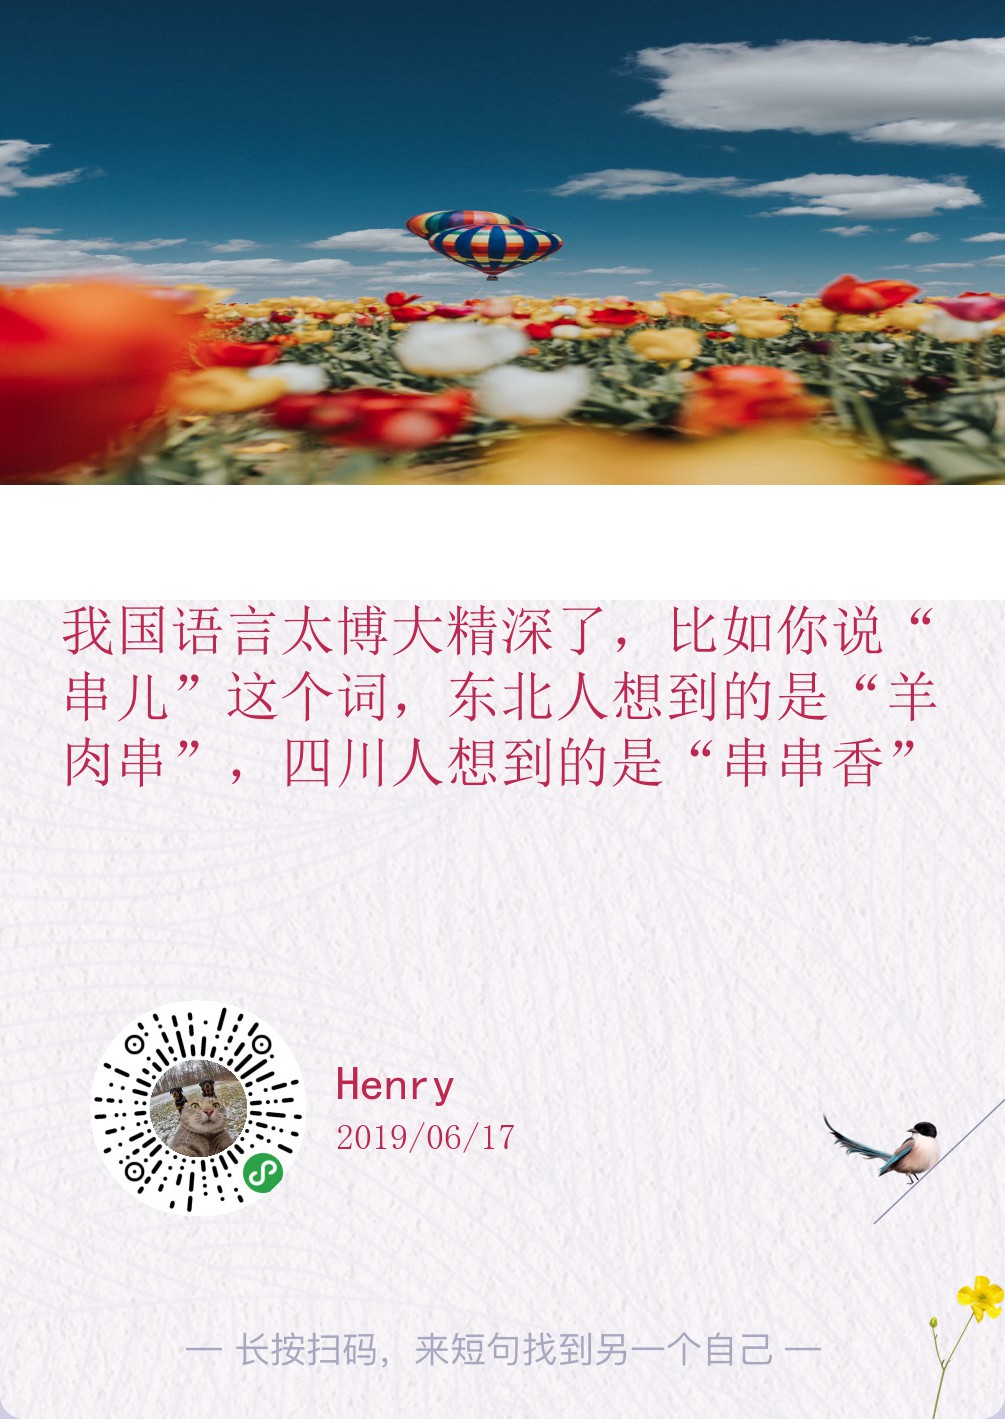 我国语言太博大精深了，比如你说“
串儿”这个词，东北人想到的是“羊
肉串”，四川人想到的是“串串香”
Henry
2019/06/17
— 长按扫码，来短句找到另一个自己 —